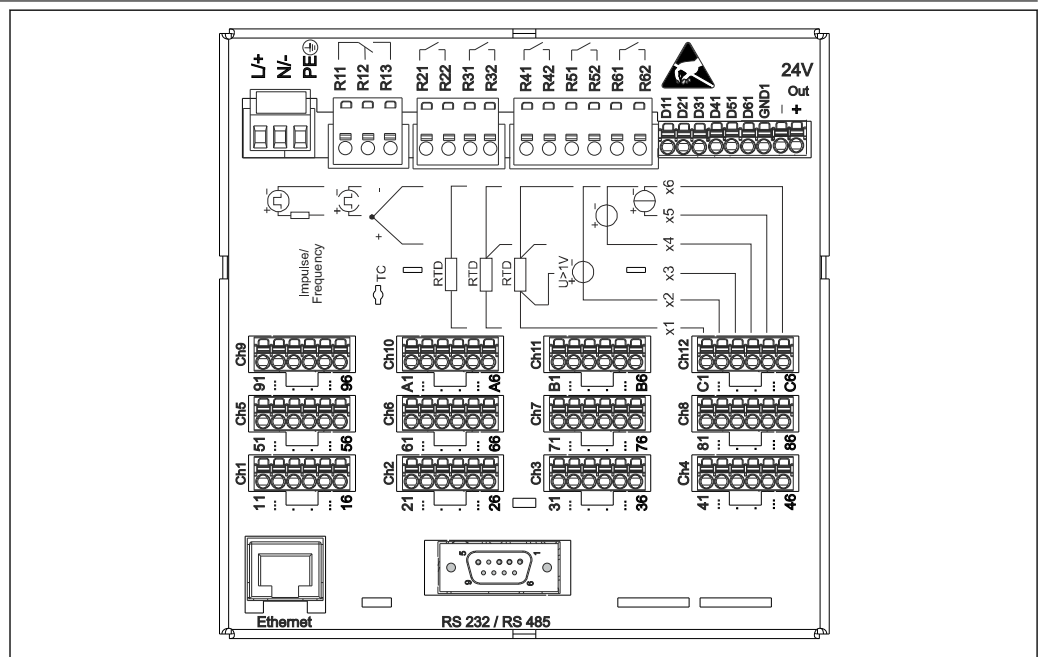 L/+ N/- PE
R11 R12 R13
R21 R22 R31 R32
R41 R42 R51 R52 R61 R62
24V
Out
D11 D21 D31 D41 D51 D61 GND1 - +
- + - + - +
Impulse/
Frequency
TC
RTD RTD RTD
U>1V
+ - + - + -
x6
x5
x4
x3
x2
x1
Ch9 Ch10 Ch11 Ch12
91 ... . . ... 96 A1 ... . . ... A6 B1 ... . . ... B6 C1 ... . . ... C6
Ch5 Ch6 Ch7 Ch8
51 ... . . ... 56 61 ... . . ... 66 71 ... . . ... 76 81 ... . . ... 86
Ch1 Ch2 Ch3 Ch4
11 ... . . ... 16 21 ... . . ... 26 31 ... . . ... 36 41 ... . . ... 46
5 1
9 6
Ethernet RS 232 / RS 485